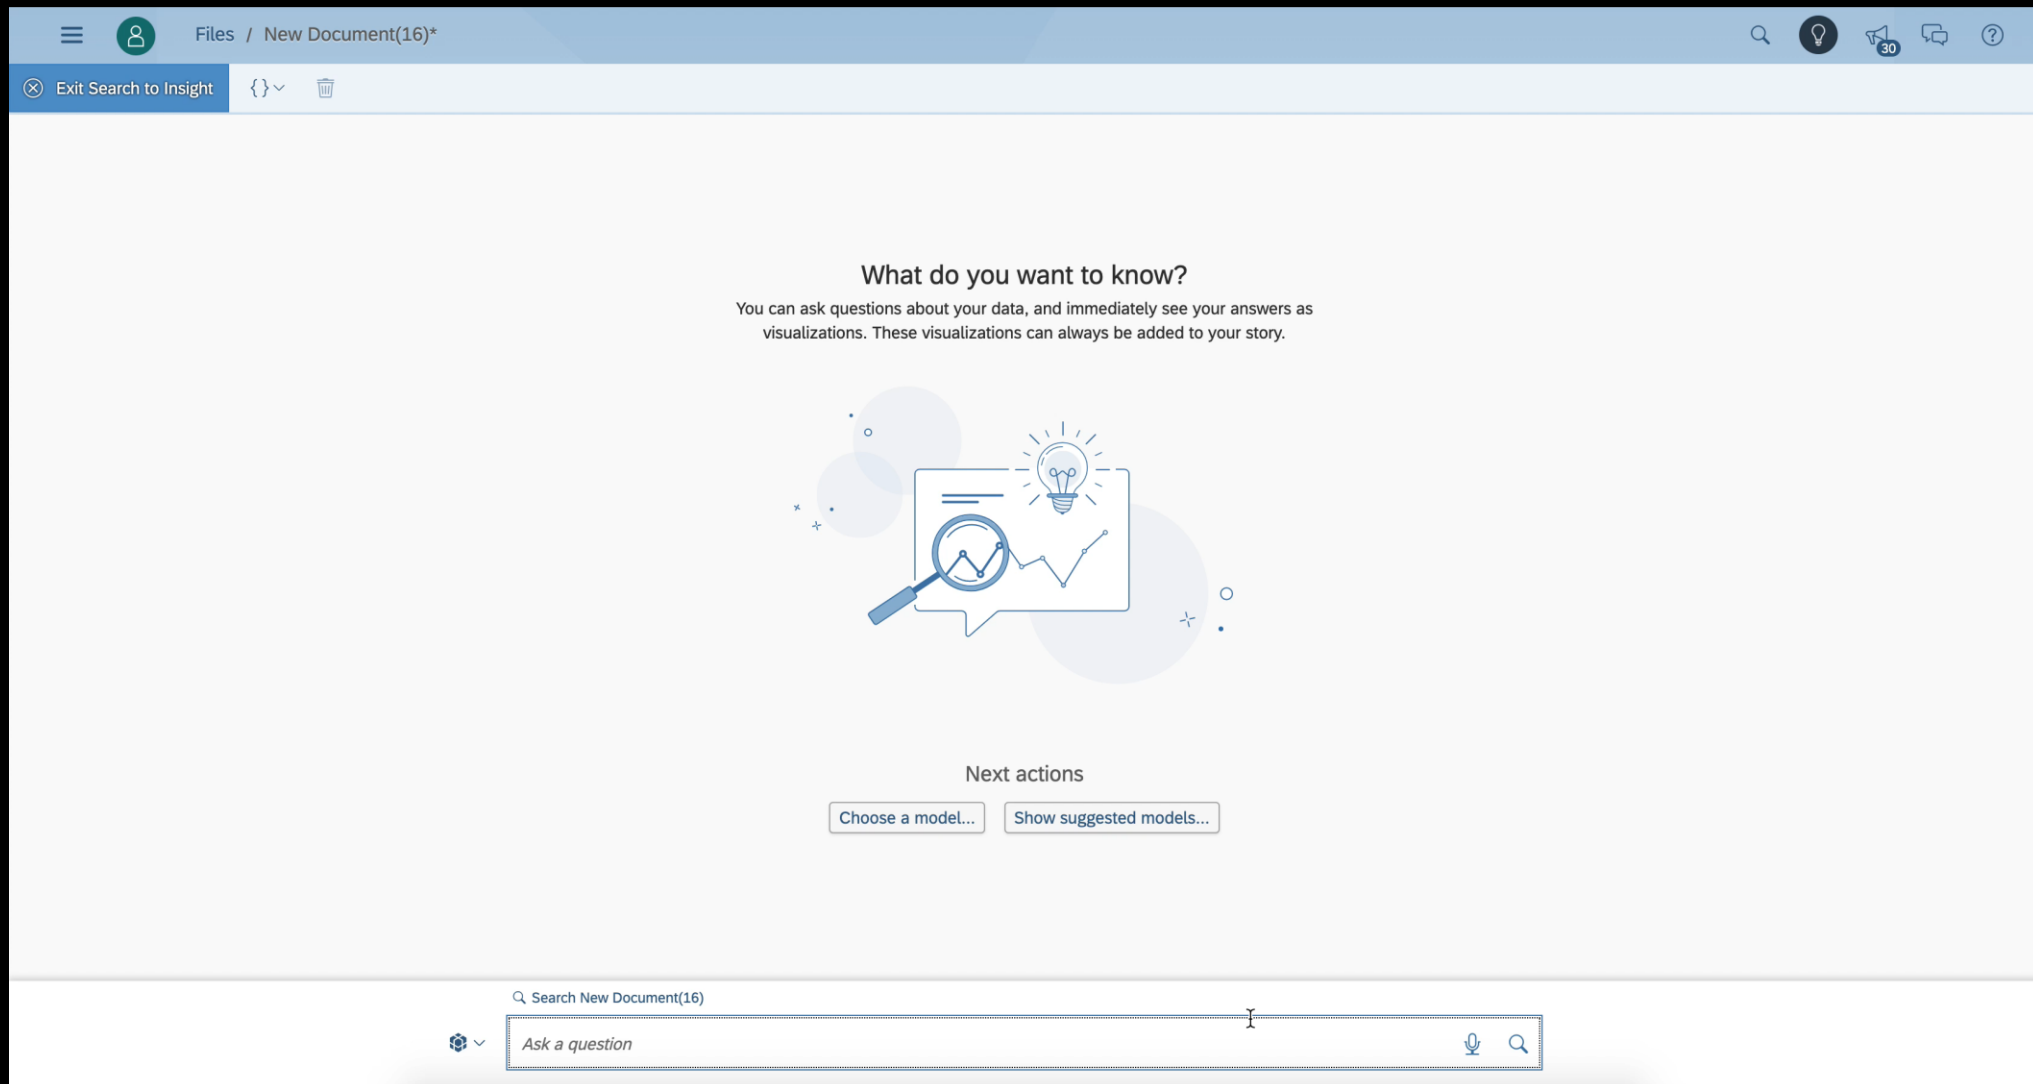 Files / New Document(16)*
30
Exit Search to Insight
{ }
What do you want to know?
You can ask questions about your data, and immediately see your answers as
visualizations. These visualizations can always be added to your story.
Next actions
Choose a model...
Show suggested models...
Search New Document(16)
Ask a question